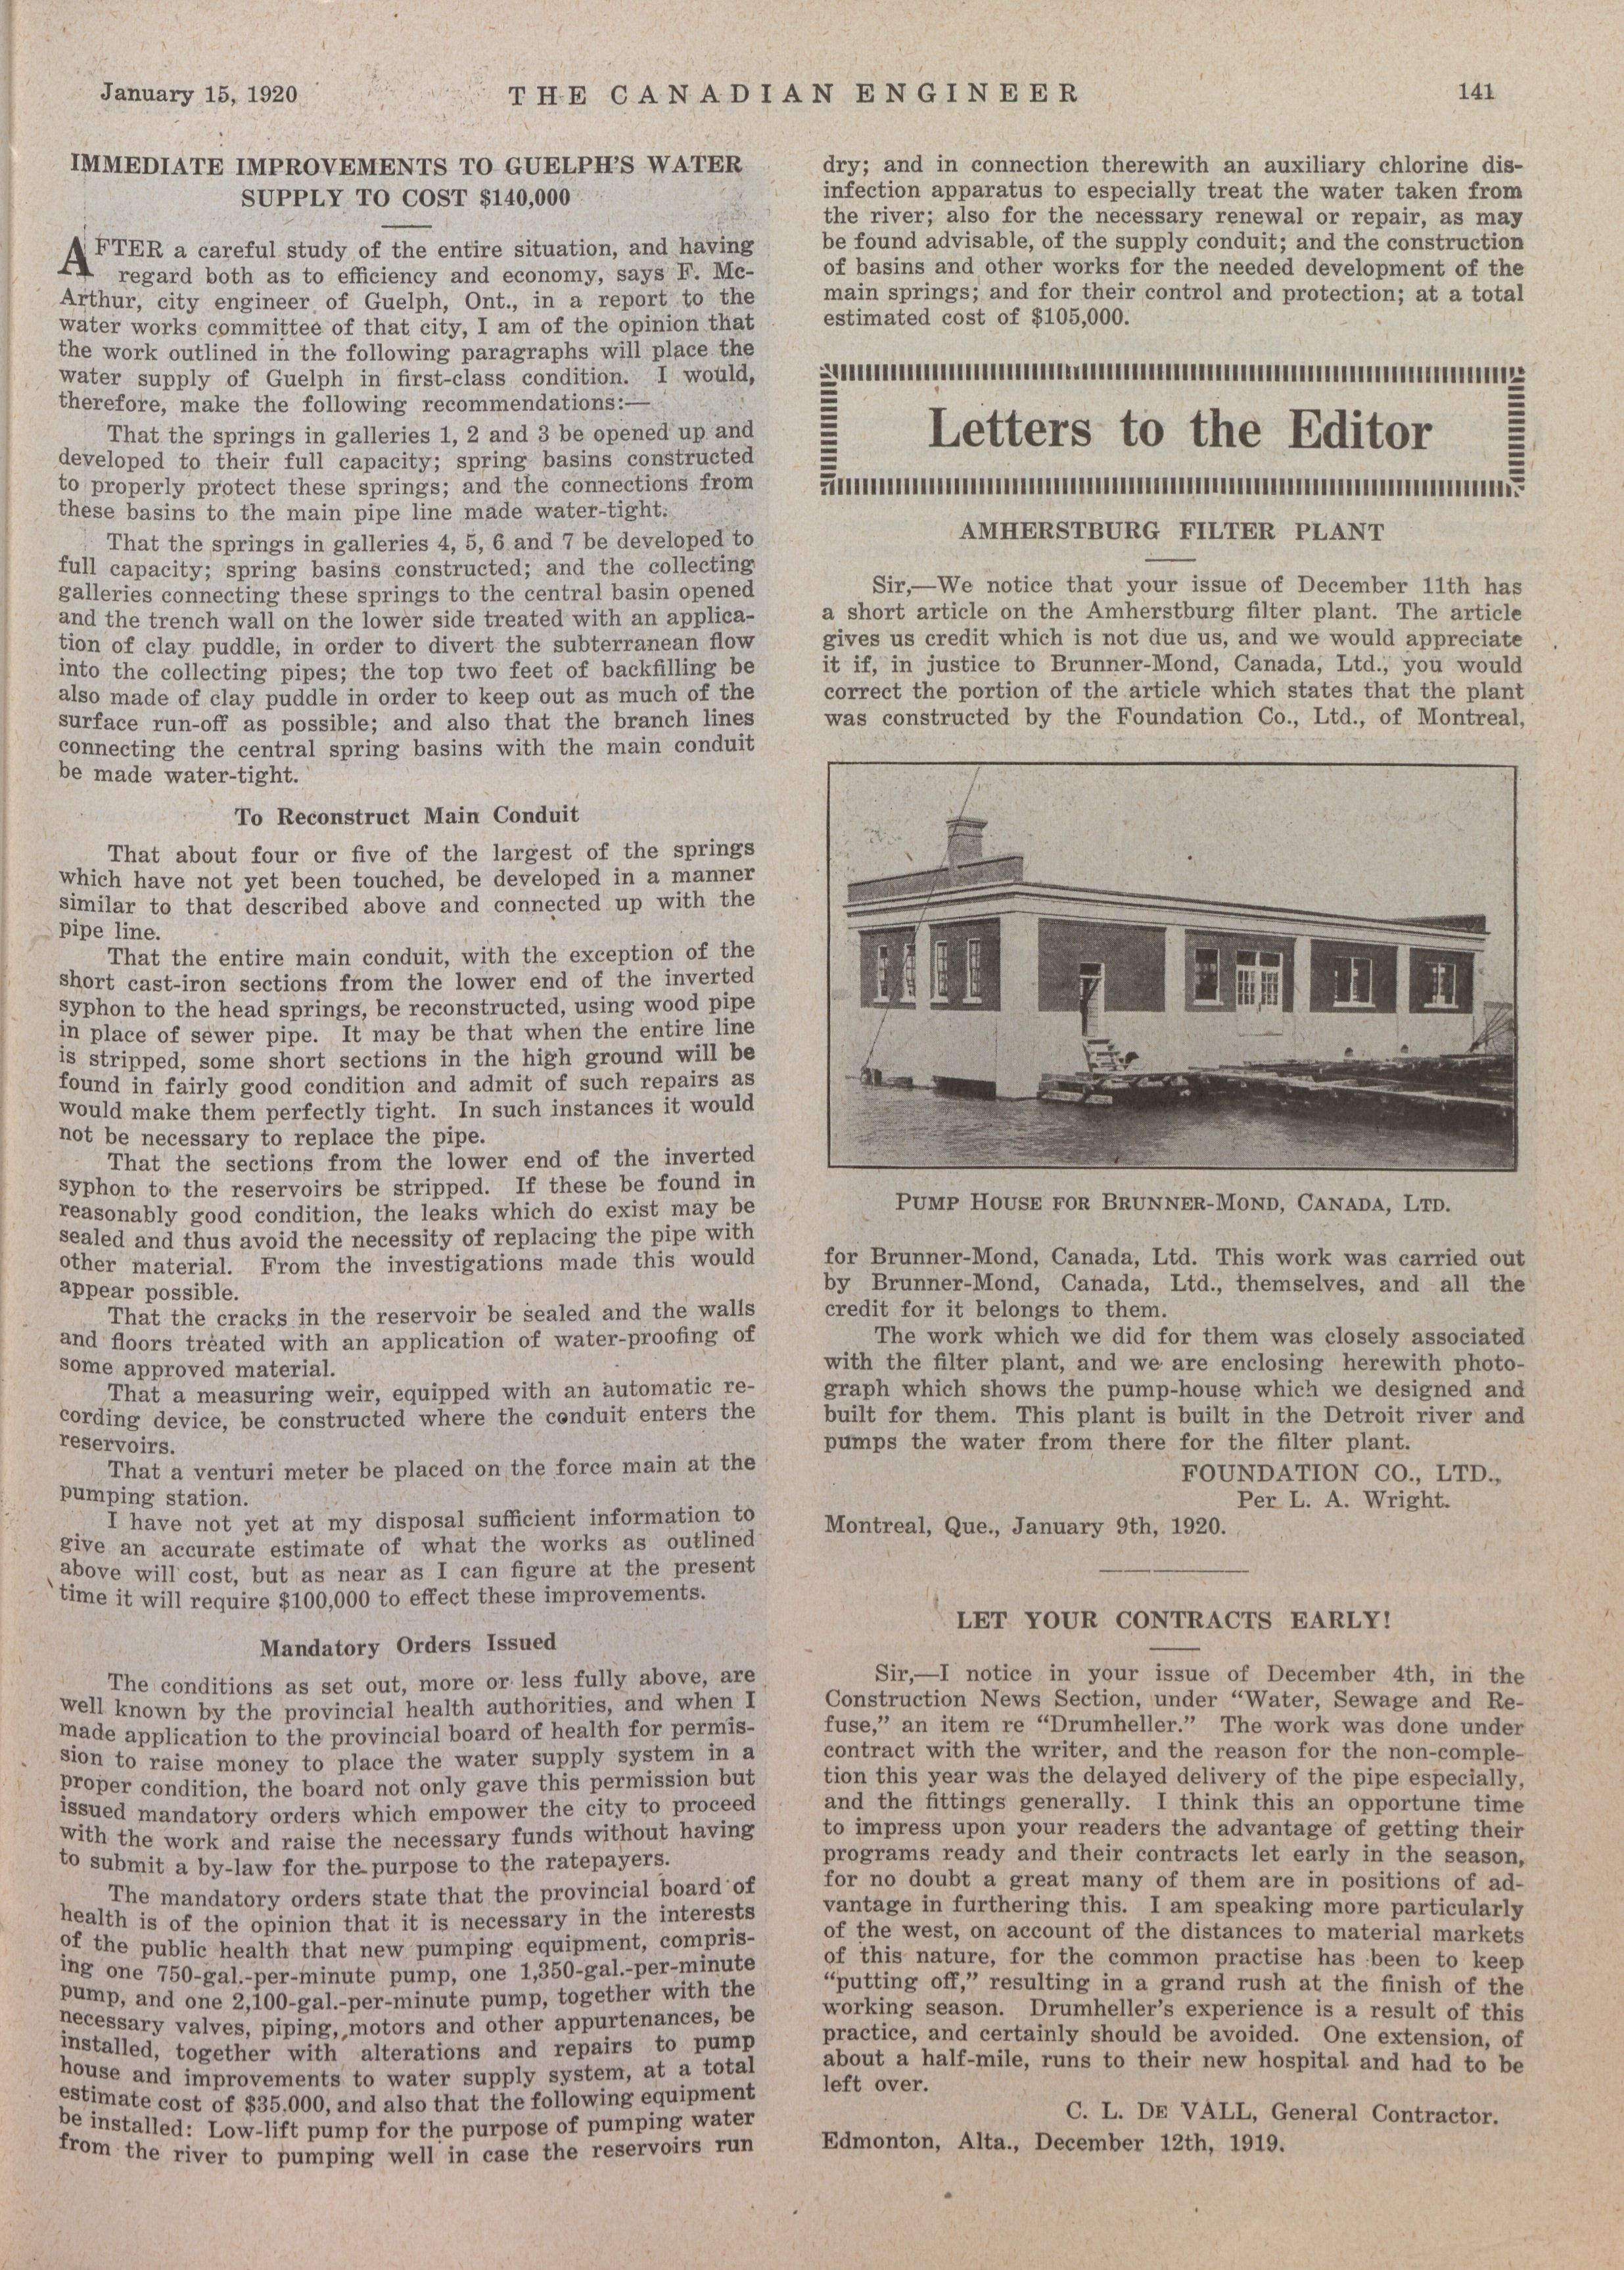 January 15, 1920
THE CANADIAN ENGINEER
141
IMMEDIATE IMPROVEMENTS TO GUELPH'S WATER
SUPPLY TO COST $140,000
AFTER a careful study of the entire situation, and having
regard both as to efficiency and economy, says F. Mc-
Arthur, city engineer of Guelph, Ont., in a report to the
water works committee of that city, I am of the opinion that
the work outlined in the following paragraphs will place the
water supply of Guelph in first-class condition. I would,
therefore, make the following recommendations:—
That the springs in galleries 1, 2 and 3 be opened up and
developed to their full capacity; spring basins constructed
to properly protect these springs; and the connections from
these basins to the main pipe line made water-tight.
That the springs in galleries 4, 5, 6 and 7 be developed to
full capacity; spring basins constructed; and the collecting
galleries connecting these springs to the central basin opened
and the trench wall on the lower side treated with an applica-
tion of clay puddle, in order to divert the subterranean flow
into the collecting pipes; the top two feet of backfilling be
also made of clay puddle in order to keep out as much of the
surface run-off as possible; and also that the branch lines
connecting the central spring basins with the main conduit
be made water-tight.
To Reconstruct Main Conduit
That about four or five of the largest of the springs
which have not yet been touched, be developed in a manner
similar to that described above and connected up with the
pipe line.
That the entire main conduit, with the exception of the
short cast-iron sections from the lower end of the inverted
syphon to the head springs, be reconstructed, using wood pipe
in place of sewer pipe. It may be that when the entire line
is stripped, some short sections in the high ground will be
found in fairly good condition and admit of such repairs as
would make them perfectly tight. In such instances it would
not be necessary to replace the pipe.
That the sections from the lower end of the inverted
syphon to the reservoirs be stripped. If these be found in
reasonably good condition, the leaks which do exist may be
sealed and thus avoid the necessity of replacing the pipe with
other material. From the investigations made this would
appear possible.
That the cracks in the reservoir be sealed and the walls
and floors treated with an application of water-proofing of
some approved material.
That a measuring weir, equipped with an automatic re-
cording device, be constructed where the conduit enters the
reservoirs.
That a venturi meter be placed on the force main at the
pumping station.
I have not yet at my disposal sufficient information to
give an accurate estimate of what the works as outlined
above will cost, but as near as I can figure at the present
time it will require $100,000 to effect these improvements.
Mandatory Orders Issued
The conditions as set out, more or less fully above, are
well known by the provincial health authorities, and when I
made application to the provincial board of health for permis-
sion to raise money to place the water supply system in a
proper condition, the board not only gave this permission but
issued mandatory orders which empower the city to proceed
with the work and raise the necessary funds without having
to submit a by-law for the purpose to the ratepayers.
The mandatory orders state that the provincial board of
health is of the opinion that it is necessary in the interests
of the public health that new pumping equipment, compris-
ing one 750-gal.-per-minute pump, one 1,350-gal.-per-minute
pump, and one 2,100-gal.-per-minute pump, together with the
necessary valves, piping, motors and other appurtenances, be
installed, together with alterations and repairs to pump
house and improvements to water supply system, at a total
estimate cost of $35,000, and also that the following equipment
be installed: Low-lift pump for the purpose of pumping water
from the river to pumping well in case the reservoirs run
dry; and in connection therewith an auxiliary chlorine dis-
infection apparatus to especially treat the water taken from
the river; also for the necessary renewal or repair, as may
be found advisable, of the supply conduit; and the construction
of basins and other works for the needed development of the
main springs; and for their control and protection; at a total
estimated cost of $105,000.
Letters to the Editor
AMHERSTBURG FILTER PLANT
Sir,—We notice that your issue of December 11th has
a short article on the Amherstburg filter plant. The article
gives us credit which is not due us, and we would appreciate
it if, in justice to Brunner-Mond, Canada, Ltd., you would
correct the portion of the article which states that the plant
was constructed by the Foundation Co., Ltd., of Montreal,
PUMP HOUSE FOR BRUNNER-MOND, CANADA, LTD.
for Brunner-Mond, Canada, Ltd. This work was carried out
by Brunner-Mond, Canada, Ltd., themselves, and all the
credit for it belongs to them.
The work which we did for them was closely associated
with the filter plant, and we are enclosing herewith photo-
graph which shows the pump-house which we designed and
built for them. This plant is built in the Detroit river and
pumps the water from there for the filter plant.
FOUNDATION CO., LTD.,
Per L. A. Wright.
Montreal, Que., January 9th, 1920.
LET YOUR CONTRACTS EARLY!
Sir,—I notice in your issue of December 4th, in the
Construction News Section, under "Water, Sewage and Re-
fuse," an item re "Drumheller." The work was done under
contract with the writer, and the reason for the non-comple-
tion this year was the delayed delivery of the pipe especially,
and the fittings generally. I think this an opportune time
to impress upon your readers the advantage of getting their
programs ready and their contracts let early in the season,
for no doubt a great many of them are in positions of ad-
vantage in furthering this. I am speaking more particularly
of the west, on account of the distances to material markets
of this nature, for the common practise has been to keep
"putting off," resulting in a grand rush at the finish of the
working season. Drumheller's experience is a result of this
practice, and certainly should be avoided. One extension, of
about a half-mile, runs to their new hospital and had to be
left over.
C. L. DE VALL, General Contractor.
Edmonton, Alta., December 12th, 1919.